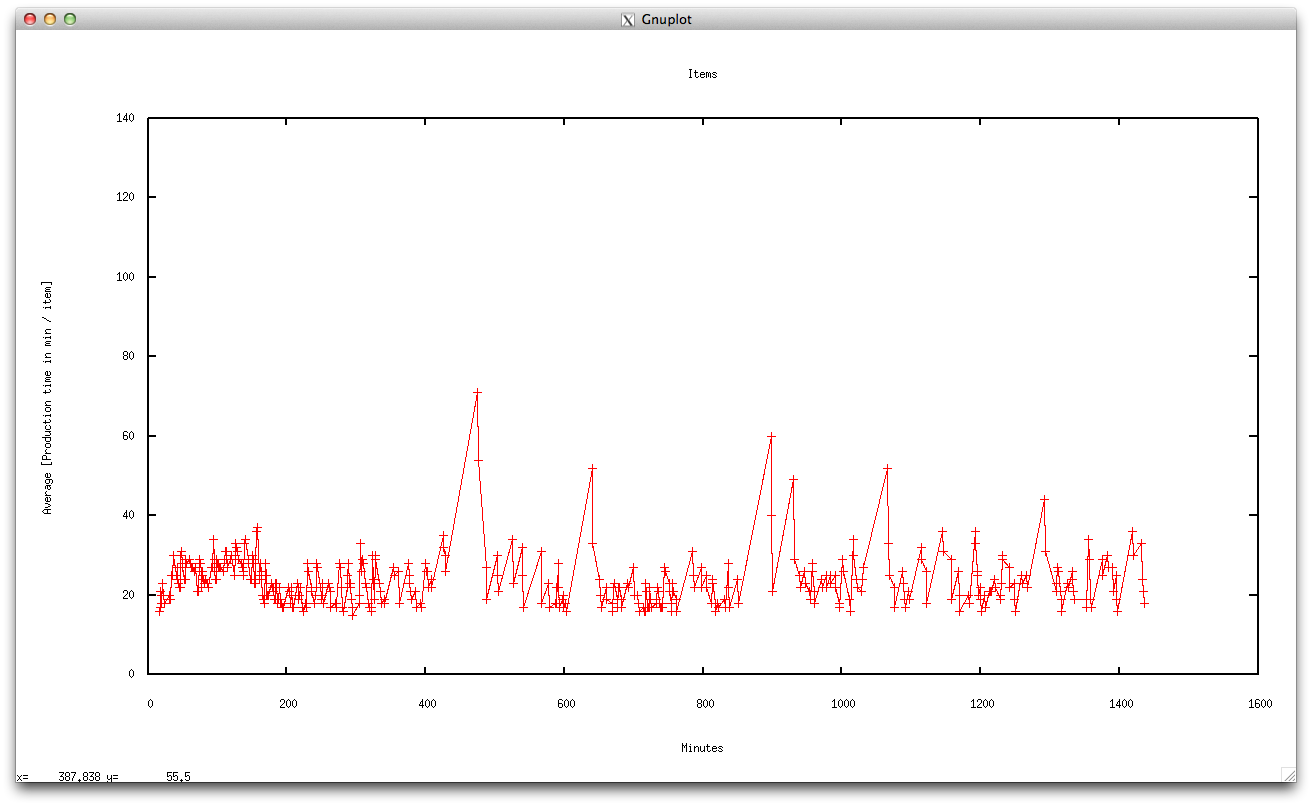 Gnuplot
Items
140
120
100
80
60
40
20
0
Average [Production time in min / item]
0 200 400 600 800 1000 1200 1400 1600
Minutes
x= 387,838 y= 55,5